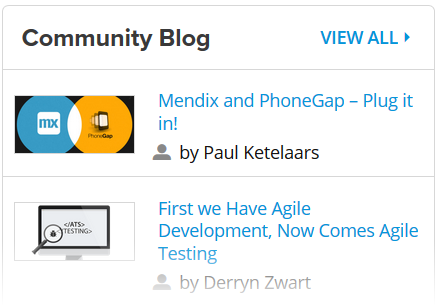 Community Blog
VIEW ALL
Mendix and PhoneGap – Plug it
in!
mx
PhoneGap
by Paul Ketelaars
First we Have Agile
Development, Now Comes Agile
Testing
</ATS>
<TESTING>
by Derryn Zwart